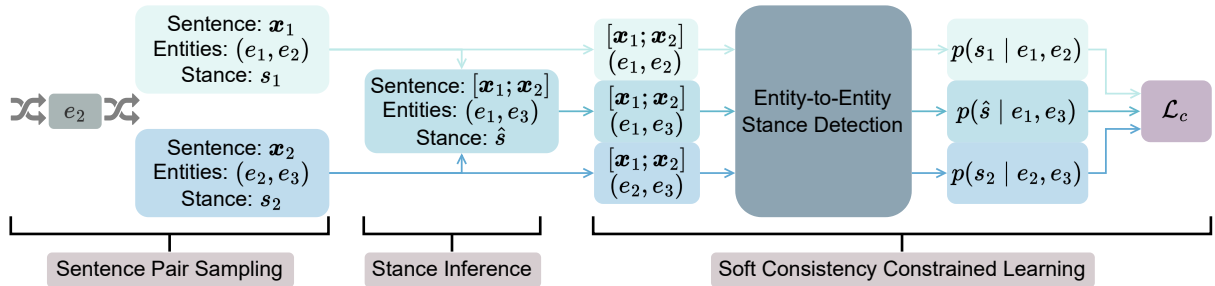 e₂
Sentence: x₁
Entities: (e₁, e₂)
Stance: s₁
Sentence: x₂
Entities: (e₂, e₃)
Stance: s₂
Sentence: [x₁; x₂]
Entities: (e₁, e₃)
Stance: ŝ
[x₁; x₂]
(e₁, e₂)
[x₁; x₂]
(e₁, e₃)
[x₁; x₂]
(e₂, e₃)
Entity-to-Entity
Stance Detection
p(s₁ | e₁, e₂)
p(ŝ | e₁, e₃)
p(s₂ | e₂, e₃)
𝓛_c
Sentence Pair Sampling
Stance Inference
Soft Consistency Constrained Learning